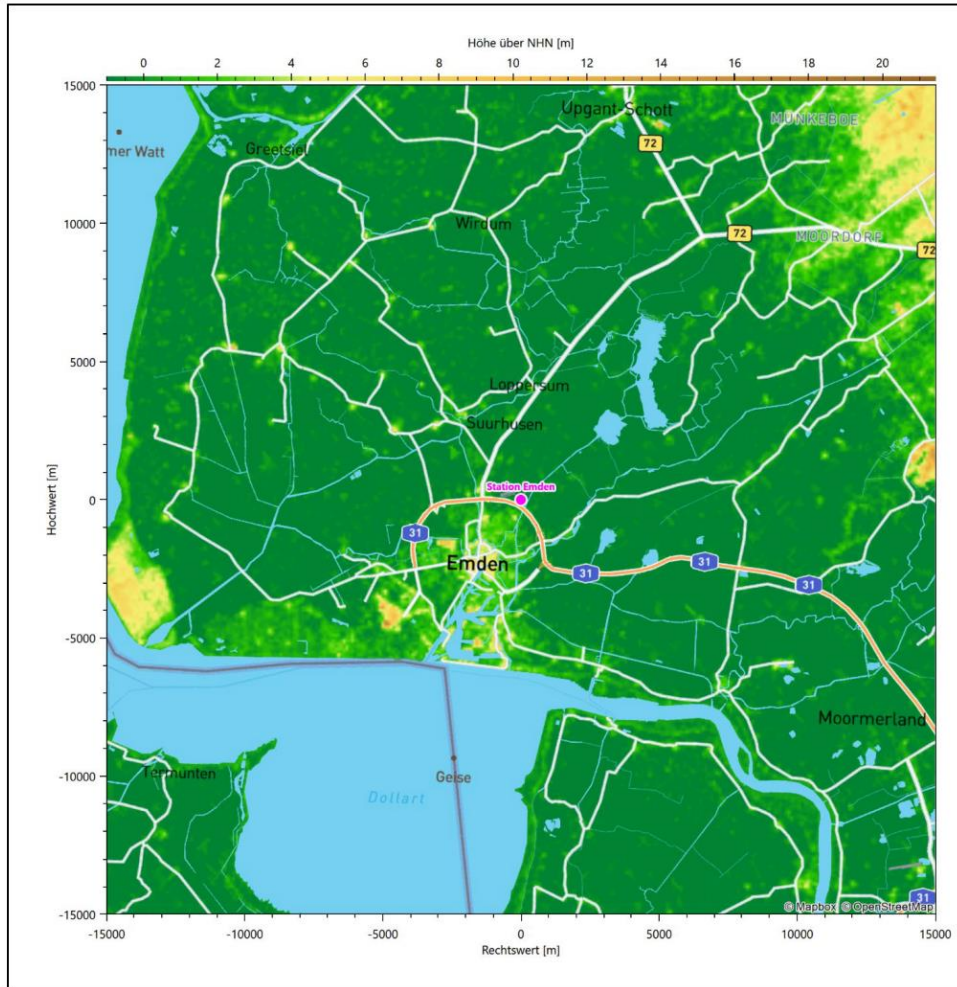 Höhe über NHN [m]
0 2 4 6 8 10 12 14 16 18 20
15000
Upgant-Schott
MÜNKEBOE
72
mer Watt
Greetsiel
10000
Wirdum
72
MOORDORF
72
5000
Loppersum
Suurhusen
Hochwert [m]
0
Station Emden
31
Emden
31
31
31
-5000
Moormerland
-10000
Termunten
Geise
Dollart
31
-15000
© Mapbox © OpenStreetMap
-15000 -10000 -5000 0 5000 10000 15000
Rechtswert [m]